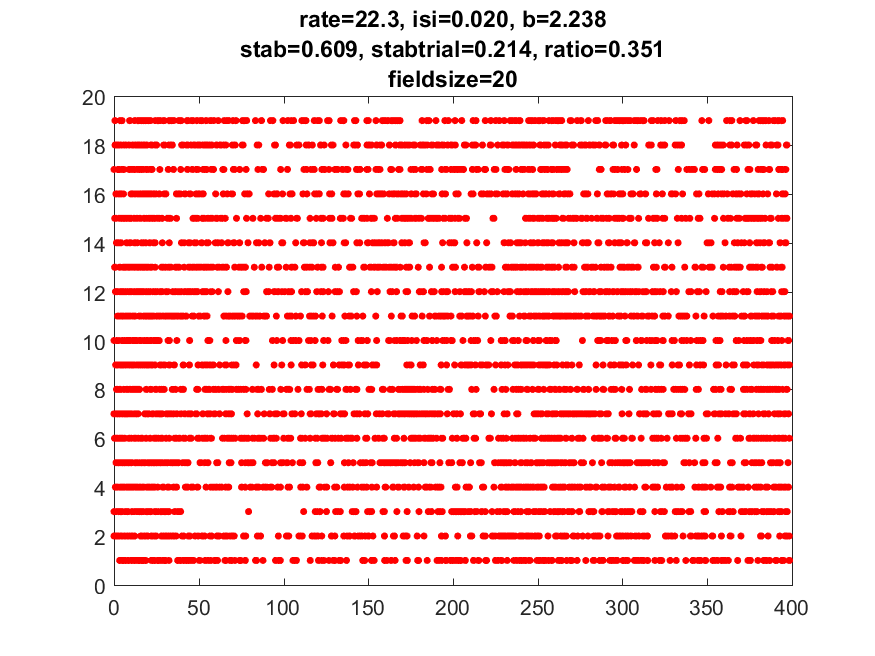 rate=22.3, isi=0.020, b=2.238
stab=0.609, stabtrial=0.214, ratio=0.351
fieldsize=20
20
18
16
14
12
10
8
6
4
2
0
0 50 100 150 200 250 300 350 400